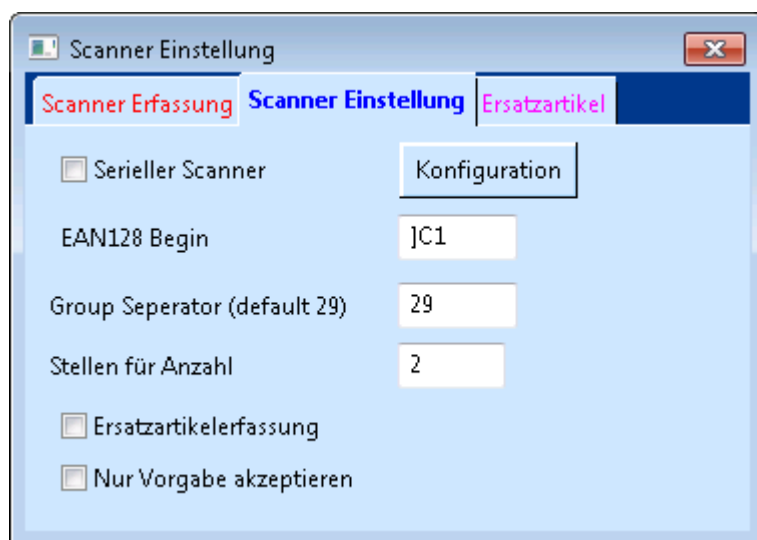 Scanner Einstellung
Scanner Erfassung Scanner Einstellung Ersatzartikel
Serieller Scanner Konfiguration
EAN128 Begin ]C1
Group Seperator (default 29) 29
Stellen für Anzahl 2
Ersatzartikelerfassung
Nur Vorgabe akzeptieren